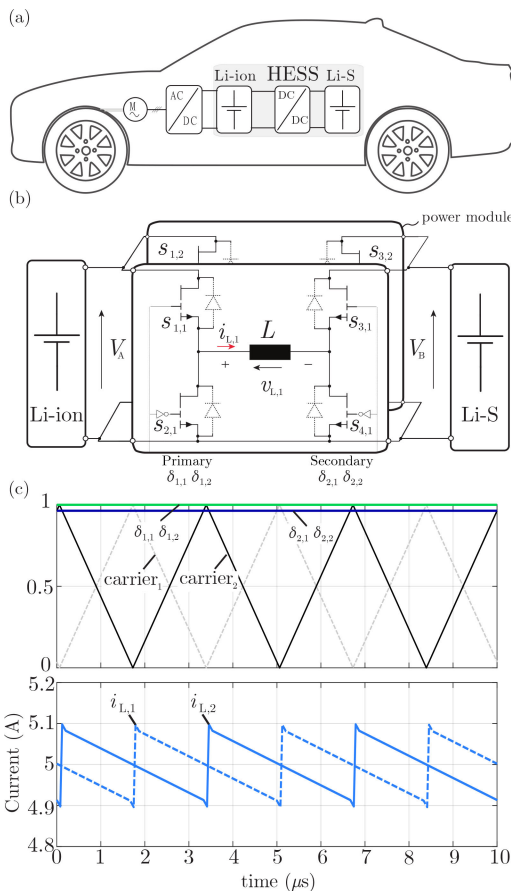 (a)
Li-ion HESS Li-S
M
AC
DC
DC
DC
(b)
power module
s1,2
s3,2
s1,1
s3,1
iL,1
L
VA
VB
+
−
vL,1
Li-ion
Li-S
s2,1
s4,1
Primary
δ1,1 δ1,2
Secondary
δ2,1 δ2,2
(c)
1
δ1,1 δ1,2
δ2,1 δ2,2
carrier1
carrier2
0.5
0
5.2
iL,1
iL,2
5.1
5
4.9
4.8
Current (A)
0 1 2 3 4 5 6 7 8 9 10
time (μs)